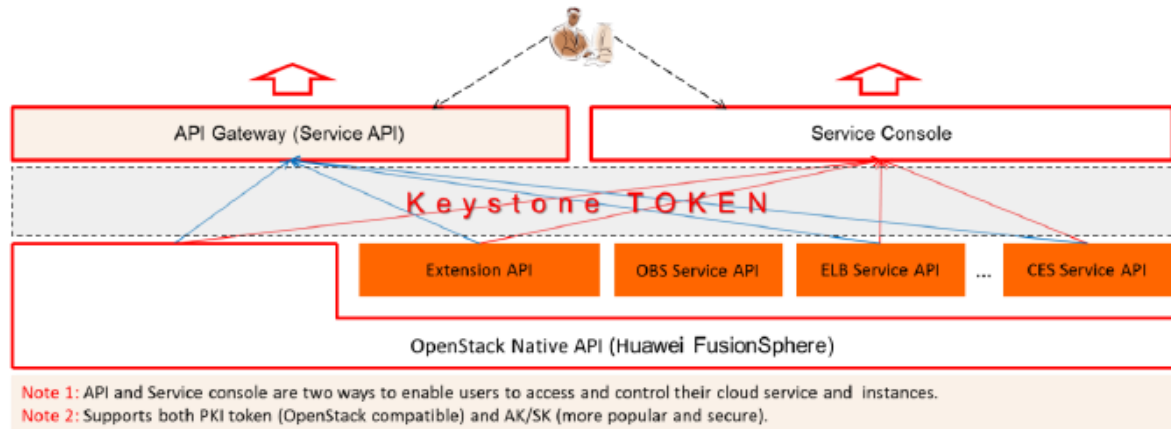 API Gateway (Service API)
Service Console
Keystone TOKEN
Extension API
OBS Service API
ELB Service API
...
CES Service API
OpenStack Native API (Huawei FusionSphere)
Note 1: API and Service console are two ways to enable users to access and control their cloud service and instances.
Note 2: Supports both PKI token (OpenStack compatible) and AK/SK (more popular and secure).